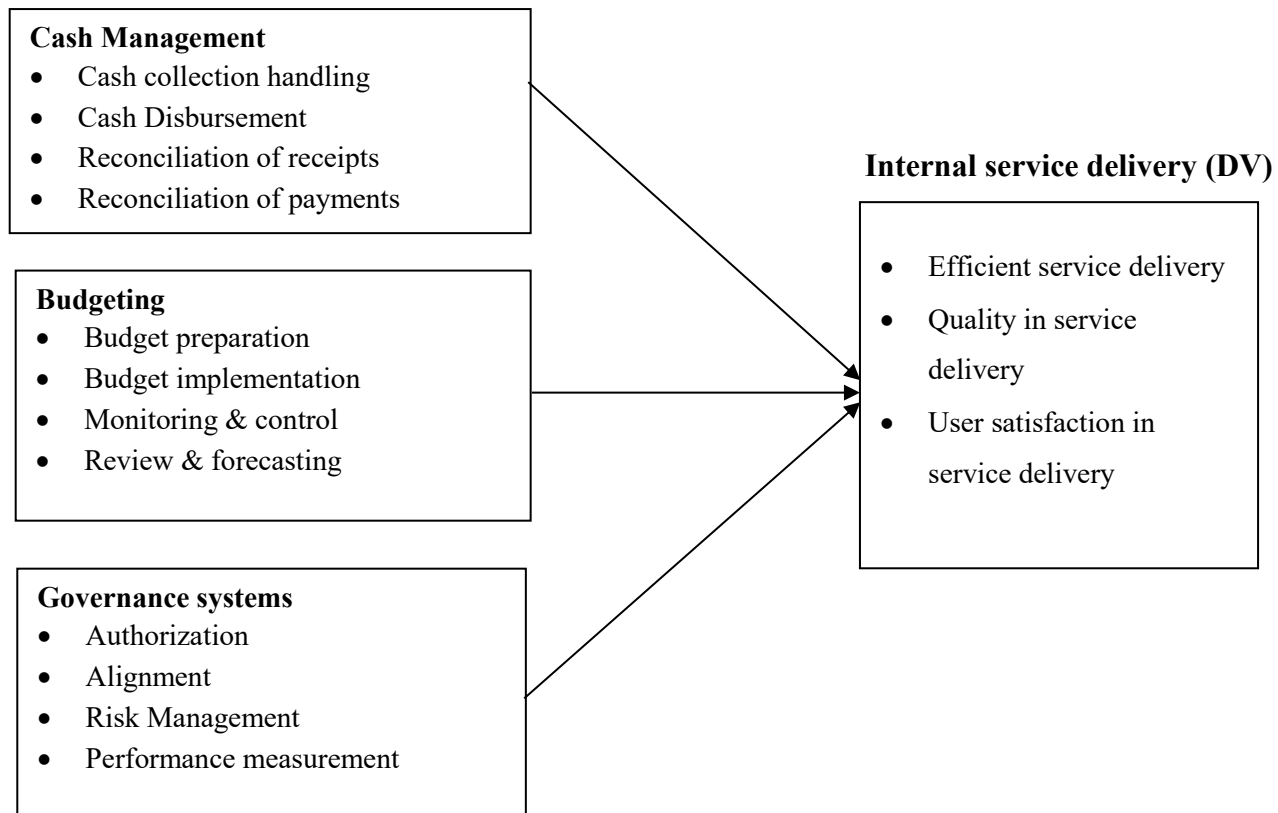 Cash Management
• Cash collection handling
• Cash Disbursement
• Reconciliation of receipts
• Reconciliation of payments
Budgeting
• Budget preparation
• Budget implementation
• Monitoring & control
• Review & forecasting
Governance systems
• Authorization
• Alignment
• Risk Management
• Performance measurement
Internal service delivery (DV)
• Efficient service delivery
• Quality in service
delivery
• User satisfaction in
service delivery